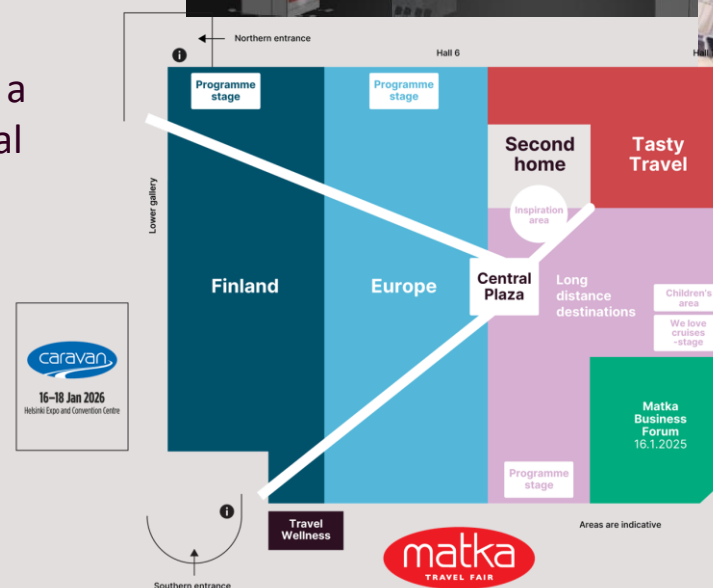 a
al
Northern entrance
Hall 6
Hall
Programme
stage
Programme
stage
Second
home
Tasty
Travel
Inspiration
area
Lower gallery
Finland
Europe
Central
Plaza
Long
distance
destinations
Children's
area
We love
cruises
-stage
caravan
16–18 Jan 2026
Helsinki Expo and Convention Centre
Matka
Business
Forum
16.1.2025
Programme
stage
Travel
Wellness
Areas are indicative
matka
TRAVEL FAIR
Southern entrance